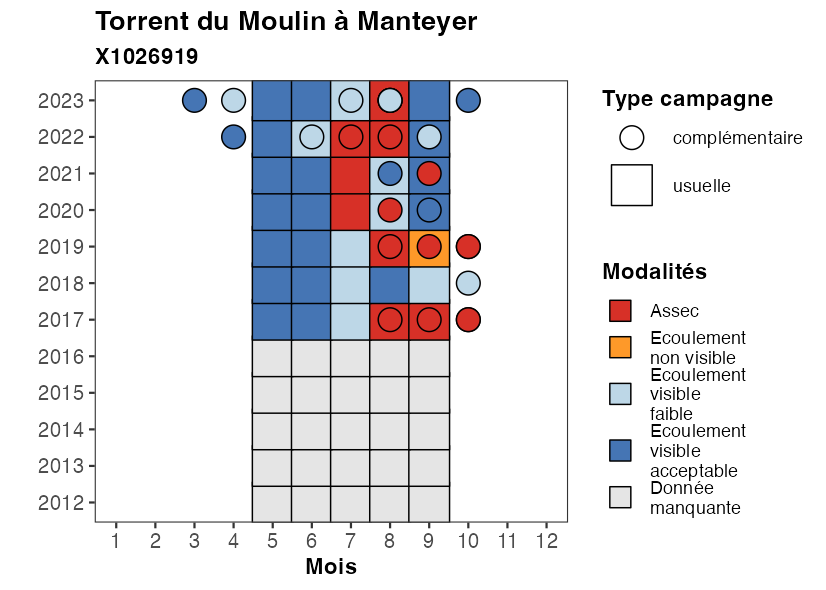 Torrent du Moulin à Manteyer
X1026919
2023
2022
2021
2020
2019
2018
2017
2016
2015
2014
2013
2012
1 2 3 4 5 6 7 8 9 10 11 12
Mois
Type campagne
complémentaire
usuelle
Modalités
Assec
Ecoulement
non visible
Ecoulement
visible
faible
Ecoulement
visible
acceptable
Donnée
manquante